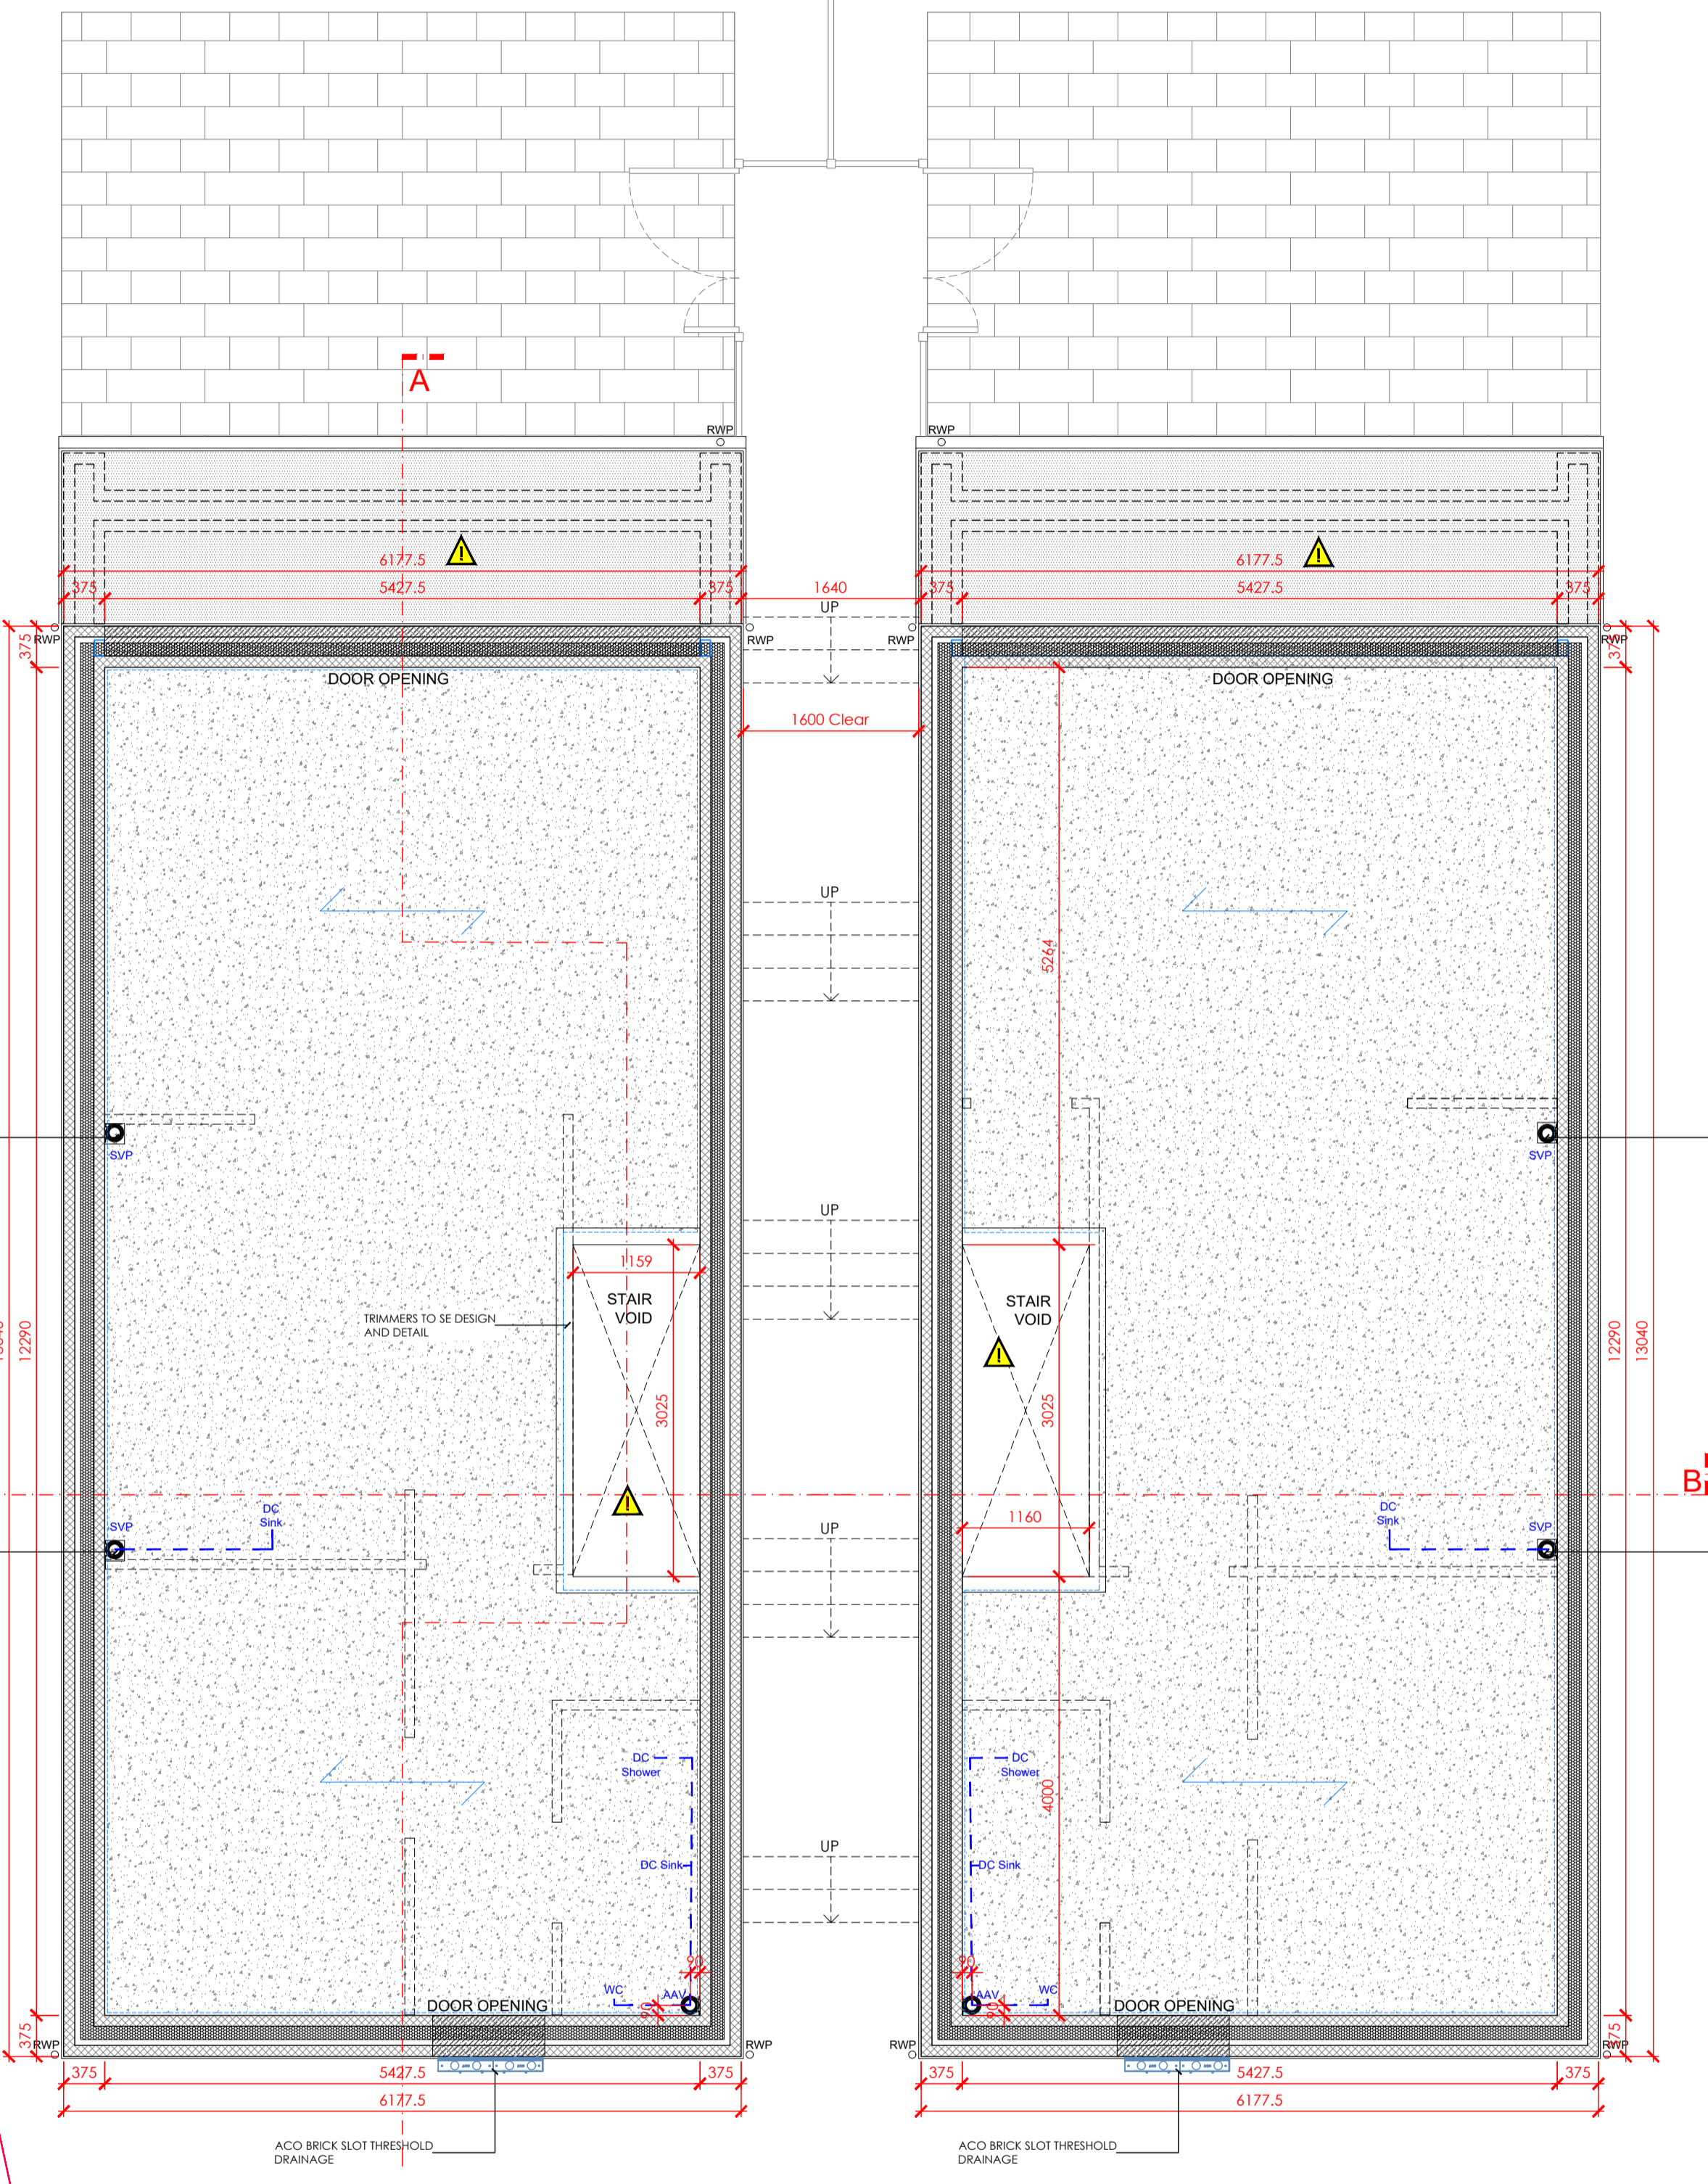 A
RWP
RWP
6177.5
6177.5
375
5427.5
375
1640
375
5427.5
375
UP
RWP
RWP
RWP
RWP
375
375
DOOR OPENING
DOOR OPENING
1600 Clear
UP
5264
SVP
SVP
UP
1159
STAIR
VOID
STAIR
VOID
TRIMMERS TO SE DESIGN
AND DETAIL
12290
12290
13040
3025
3025
B
DC
Sink
SVP
DC
Sink
SVP
1160
UP
DC
Shower
DC
Shower
4000
UP
DC Sink
DC Sink
90
90
WC
AAV
AAV
WC
90
90
DOOR OPENING
DOOR OPENING
375
375
RWP
RWP
RWP
RWP
375
5427.5
375
375
5427.5
375
6177.5
6177.5
ACO BRICK SLOT THRESHOLD
DRAINAGE
ACO BRICK SLOT THRESHOLD
DRAINAGE